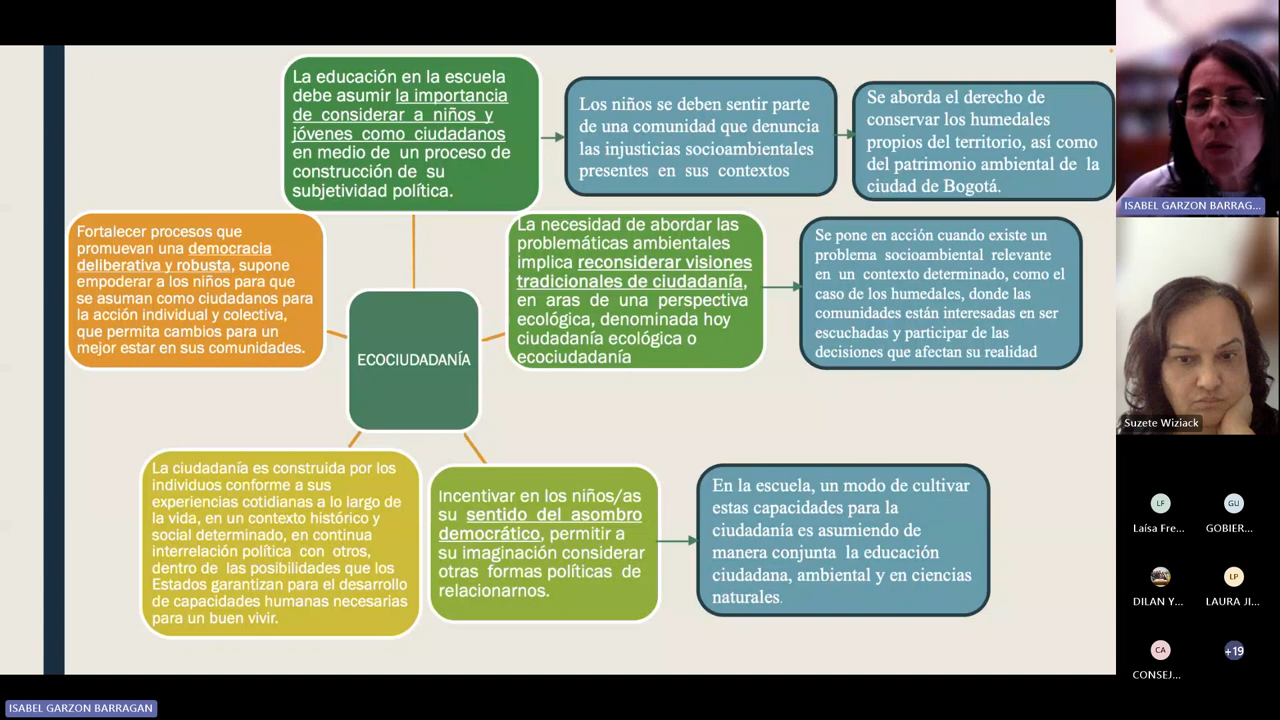 La educación en la escuela
debe asumir la importancia
de considerar a niños y
jóvenes como ciudadanos
en medio de un proceso de
construcción de su
subjetividad política.
Los niños se deben sentir parte
de una comunidad que denuncia
las injusticias socioambientales
presentes en sus contextos
Se aborda el derecho de
conservar los humedales
propios del territorio, así como
del patrimonio ambiental de la
ciudad de Bogotá.
Fortalecer procesos que
promuevan una democracia
deliberativa y robusta, supone
empoderar a los niños para que
se asuman como ciudadanos para
la acción individual y colectiva,
que permita cambios para un
mejor estar en sus comunidades.
La necesidad de abordar las
problemáticas ambientales
implica reconsiderar visiones
tradicionales de ciudadanía,
en aras de una perspectiva
ecológica, denominada hoy
ciudadanía ecológica o
ecociudadanía
Se pone en acción cuando existe un
problema socioambiental relevante
en un contexto determinado, como el
caso de los humedales, donde las
comunidades están interesadas en ser
escuchadas y participar de las
decisiones que afectan su realidad
ECOCIUDADANÍA
La ciudadanía es construida por los
individuos conforme a sus
experiencias cotidianas a lo largo de
la vida, en un contexto histórico y
social determinado, en continua
interrelación política con otros,
dentro de las posibilidades que los
Estados garantizan para el desarrollo
de capacidades humanas necesarias
para un buen vivir.
Incentivar en los niños/as
su sentido del asombro
democrático, permitir a
su imaginación considerar
otras formas políticas de
relacionarnos.
En la escuela, un modo de cultivar
estas capacidades para la
ciudadanía es asumiendo de
manera conjunta la educación
ciudadana, ambiental y en ciencias
naturales.
ISABEL GARZON BARRAG...
Suzete Wiziack
LF
GU
Laísa Fre...
GOBIER...
LP
DILAN Y...
LAURA JI...
CA
+19
CONSEJ...
ISABEL GARZON BARRAGAN